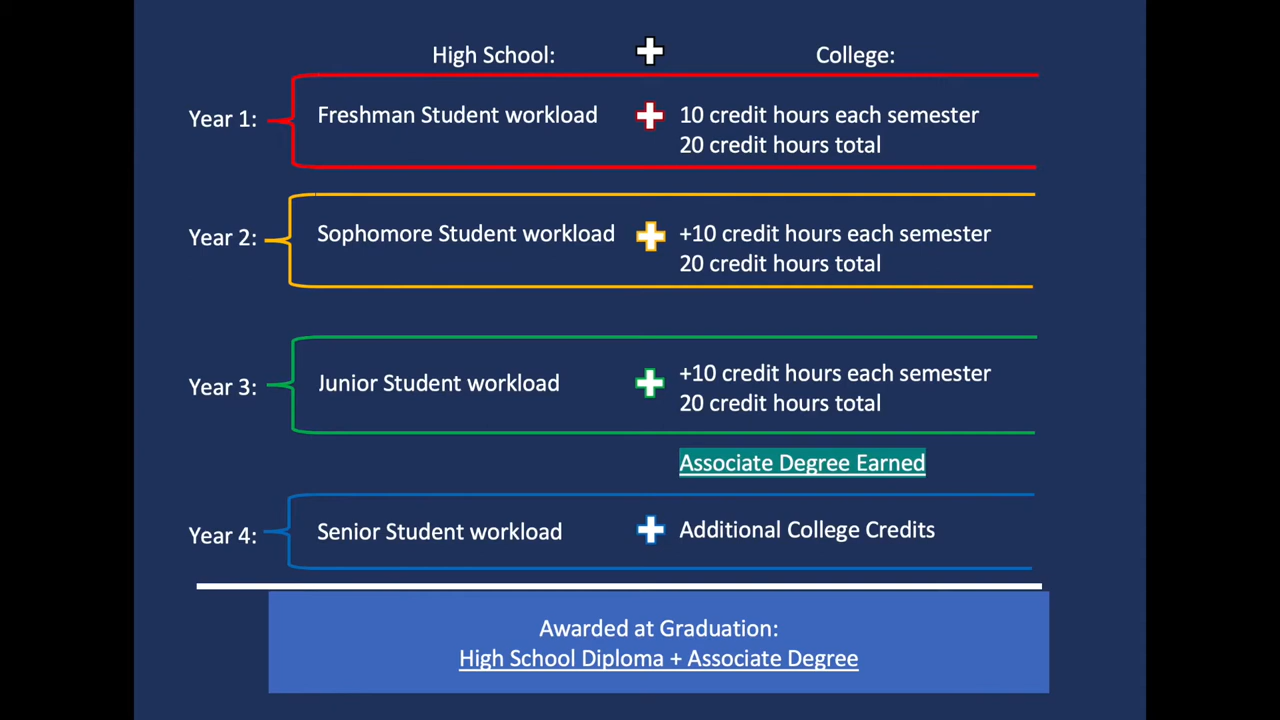 High School: College:
Year 1: Freshman Student workload 10 credit hours each semester
20 credit hours total
Year 2: Sophomore Student workload +10 credit hours each semester
20 credit hours total
Year 3: Junior Student workload +10 credit hours each semester
20 credit hours total
Associate Degree Earned
Year 4: Senior Student workload Additional College Credits
Awarded at Graduation:
High School Diploma + Associate Degree